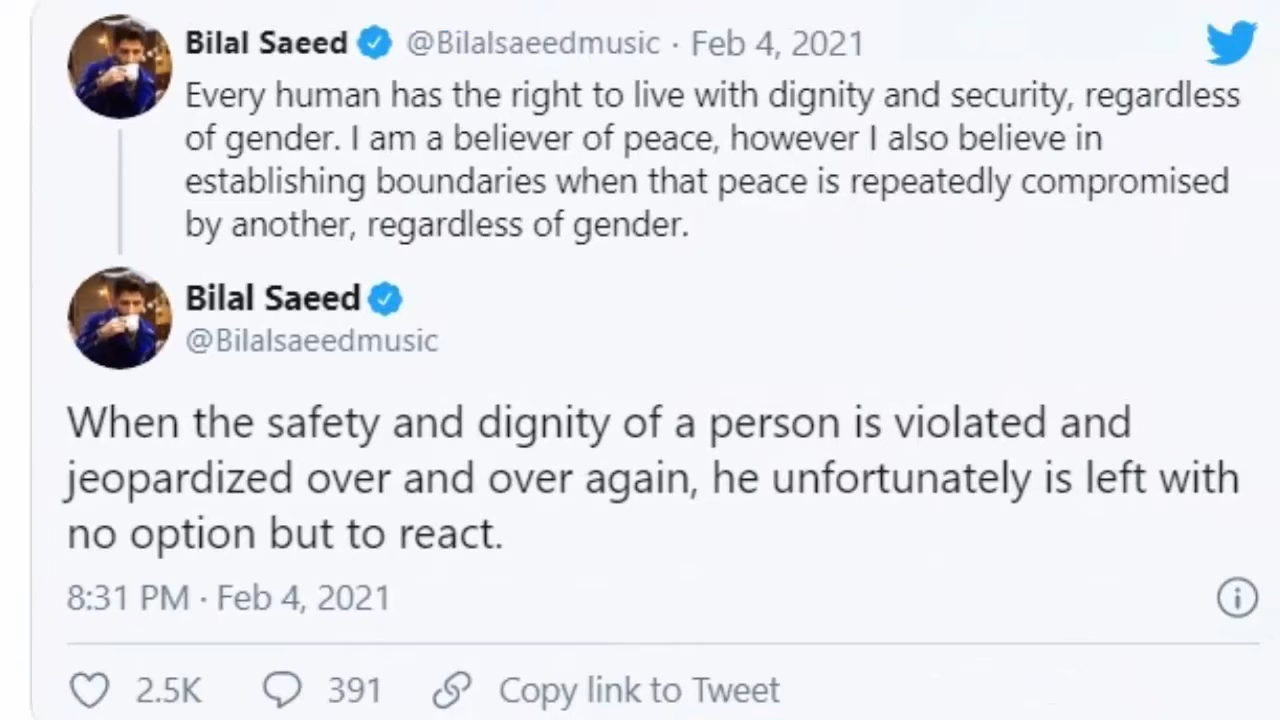 Bilal Saeed @Bilalsaeedmusic · Feb 4, 2021
Every human has the right to live with dignity and security, regardless
of gender. I am a believer of peace, however I also believe in
establishing boundaries when that peace is repeatedly compromised
by another, regardless of gender.
Bilal Saeed
@Bilalsaeedmusic
When the safety and dignity of a person is violated and
jeopardized over and over again, he unfortunately is left with
no option but to react.
8:31 PM · Feb 4, 2021
2.5K 391 Copy link to Tweet